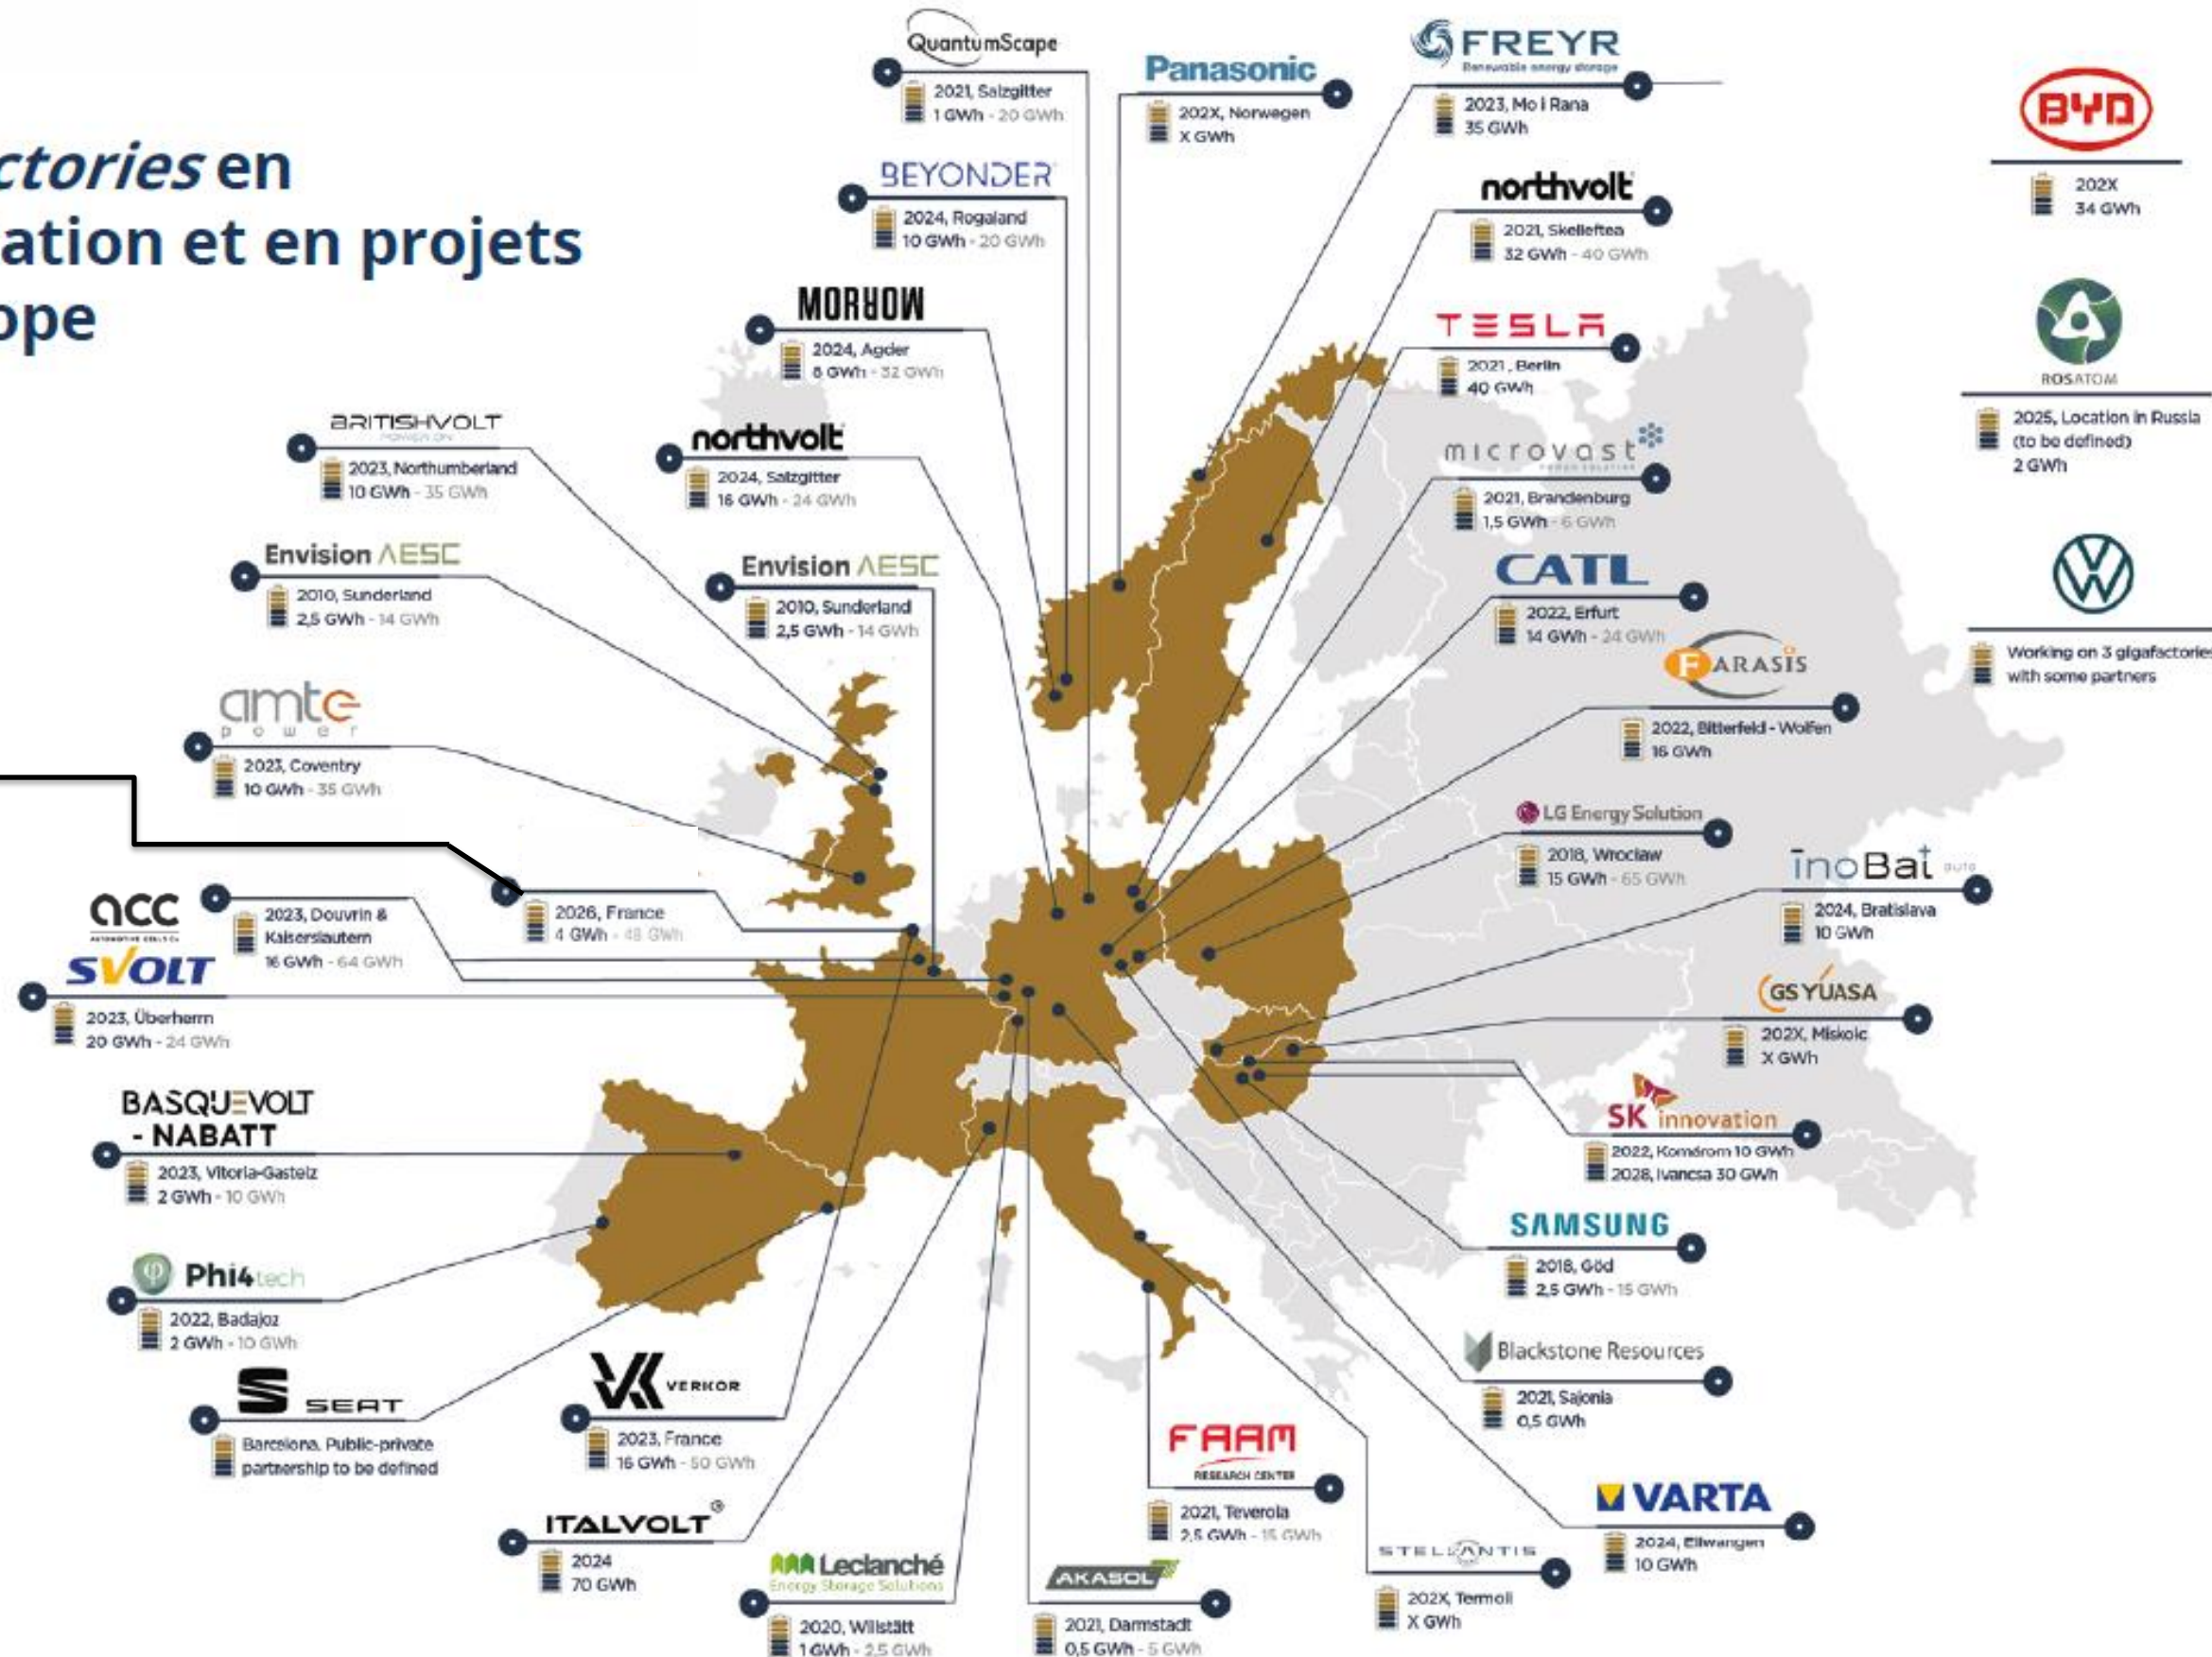 ctories en
ation et en projets
ope
QuantumScape
2021, Salzgitter
1 GWh - 20 GWh
Panasonic
202X, Norwegen
X GWh
FREYR
Renewable energy storage
2023, Mo i Rana
35 GWh
BYD
202X
34 GWh
BEYONDER
2024, Rogaland
10 GWh - 20 GWh
northvolt
2021, Skelleftea
32 GWh - 40 GWh
MORROW
2024, Agder
8 GWh - 32 GWh
TESLA
2021, Berlin
40 GWh
ROSATOM
2025, Location in Russia
(to be defined)
2 GWh
BRITISHVOLT
2023, Northumberland
10 GWh - 35 GWh
northvolt
2024, Salzgitter
16 GWh - 24 GWh
microvast
2021, Brandenburg
1,5 GWh - 6 GWh
Envision AESC
2010, Sunderland
2,5 GWh - 14 GWh
Envision AESC
2010, Sunderland
2,5 GWh - 14 GWh
CATL
2022, Erfurt
14 GWh - 24 GWh
VW
Working on 3 gigafactories
with some partners
FARASIS
2022, Bitterfeld - Wolfen
16 GWh
amte
power
2023, Coventry
10 GWh - 35 GWh
LG Energy Solution
2018, Wrocław
15 GWh - 65 GWh
inoBat auto
2024, Bratislava
10 GWh
acc
AUTOMOTIVE CELLS Co
2023, Douvrin &
Kaiserslautern
16 GWh - 64 GWh
2026, France
4 GWh - 48 GWh
SVOLT
2023, Überherrn
20 GWh - 24 GWh
GS YUASA
202X, Miskolc
X GWh
BASQUEVOLT
- NABATT
2023, Vitoria-Gasteiz
2 GWh - 10 GWh
SK innovation
2022, Komárom 10 GWh
2028, Ivancsa 30 GWh
Phi4tech
2022, Badajoz
2 GWh - 10 GWh
SAMSUNG
2018, Göd
2,5 GWh - 15 GWh
SEAT
Barcelona. Public-private
partnership to be defined
VERKOR
2023, France
16 GWh - 50 GWh
Blackstone Resources
2021, Sajonia
0,5 GWh
FAAM
RESEARCH CENTER
2021, Teverola
2,5 GWh - 15 GWh
VARTA
2024, Ellwangen
10 GWh
ITALVOLT
2024
70 GWh
Leclanché
Energy Storage Solutions
2020, Willstätt
1 GWh - 2,5 GWh
AKASOL
2021, Darmstadt
0,5 GWh - 5 GWh
STELLANTIS
202X, Termoli
X GWh